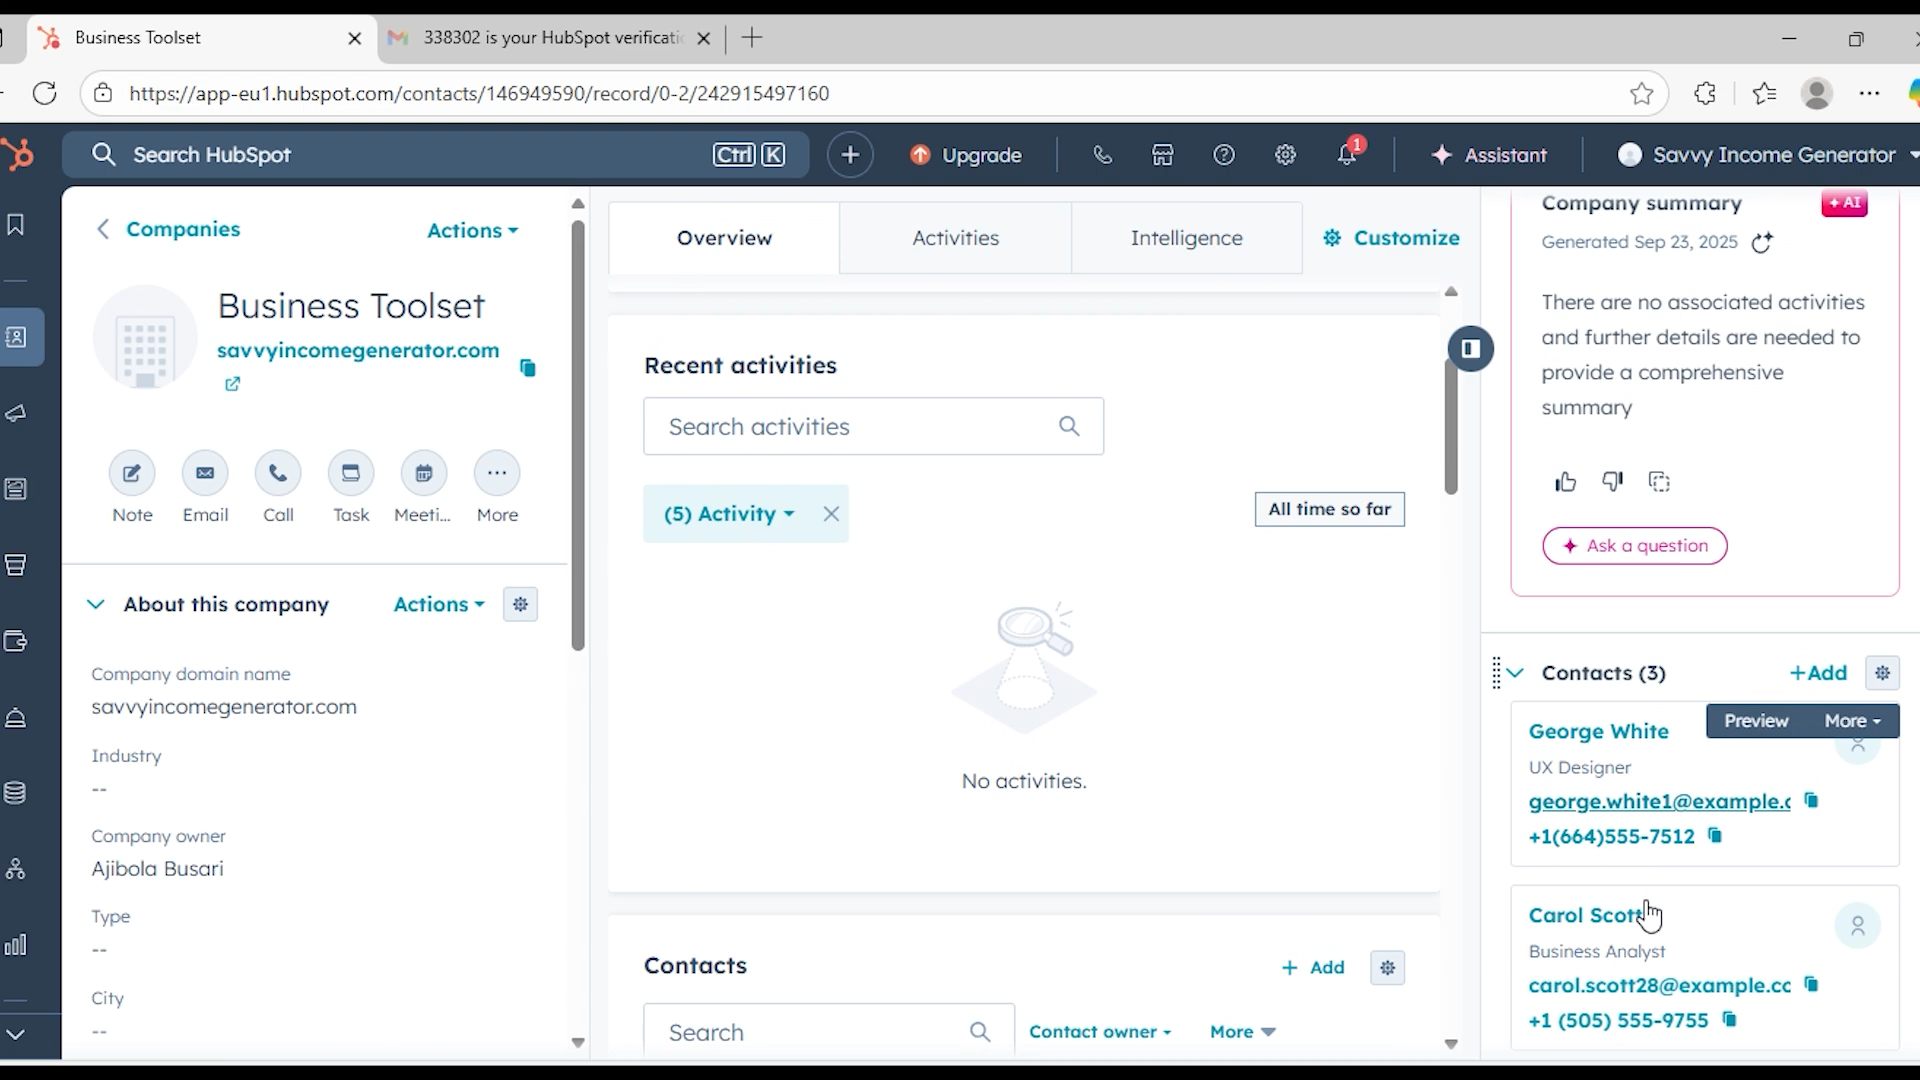 Business Toolset
338302 is your HubSpot verificatio
https://app-eu1.hubspot.com/contacts/146949590/record/0-2/242915497160
Search HubSpot
Ctrl K
Upgrade
1
Assistant
Savvy Income Generator
Companies
Actions
Business Toolset
savvyincomegenerator.com
Note
Email
Call
Task
Meeti...
More
About this company
Actions
Company domain name
savvyincomegenerator.com
Industry
--
Company owner
Ajibola Busari
Type
--
City
--
Overview
Activities
Intelligence
Customize
Recent activities
Search activities
(5) Activity
All time so far
No activities.
Contacts
+ Add
Search
Contact owner
More
Company summary
AI
Generated Sep 23, 2025
There are no associated activities
and further details are needed to
provide a comprehensive
summary
Ask a question
Contacts (3)
+Add
Preview
More
George White
UX Designer
george.white1@example.c
+1(664)555-7512
Carol Scott
Business Analyst
carol.scott28@example.cc
+1 (505) 555-9755